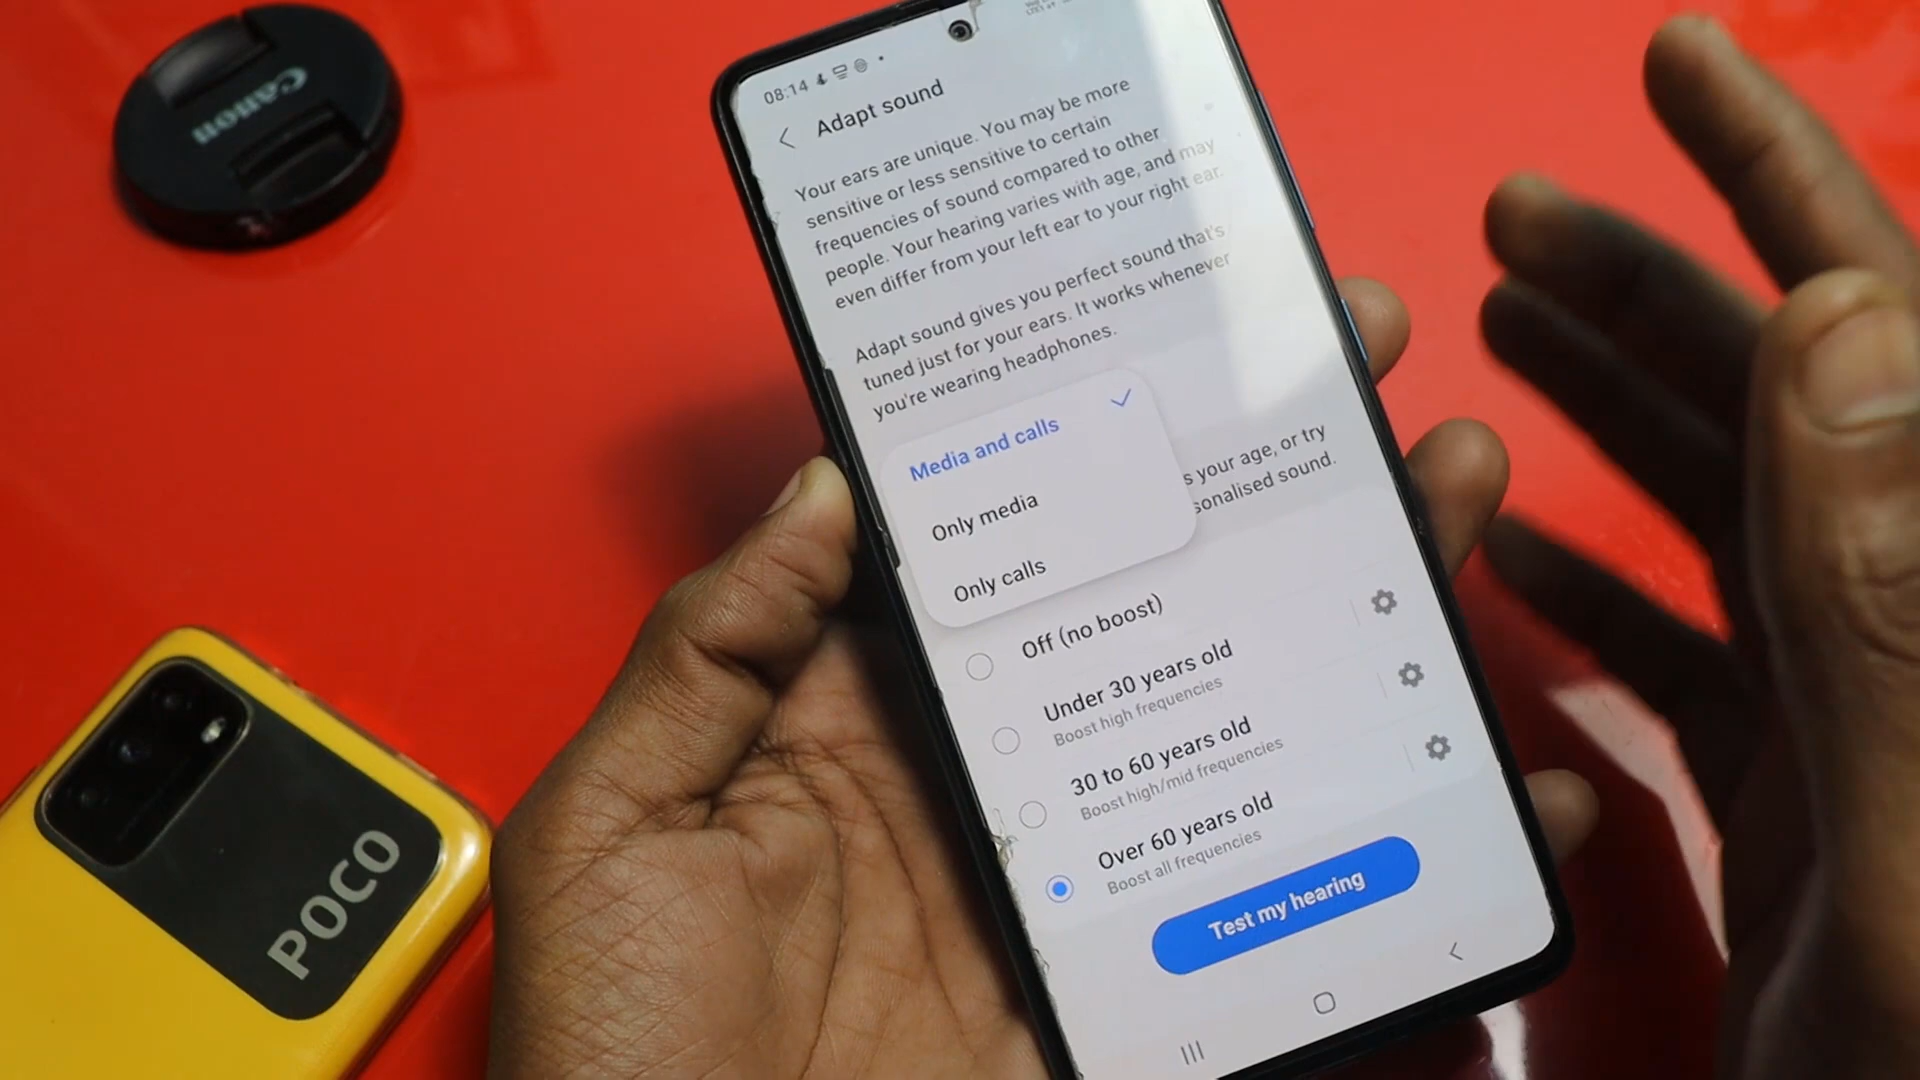 Canon
08:14
Adapt sound
Your ears are unique. You may be more
sensitive or less sensitive to certain
frequencies of sound compared to other
people. Your hearing varies with age, and may
even differ from your left ear to your right ear.
Adapt sound gives you perfect sound that's
tuned just for your ears. It works whenever
you're wearing headphones.
Media and calls
Only media
Only calls
s your age, or try
sonalised sound.
Off (no boost)
Under 30 years old
Boost high frequencies
30 to 60 years old
Boost high/mid frequencies
Over 60 years old
Boost all frequencies
Test my hearing
POCO